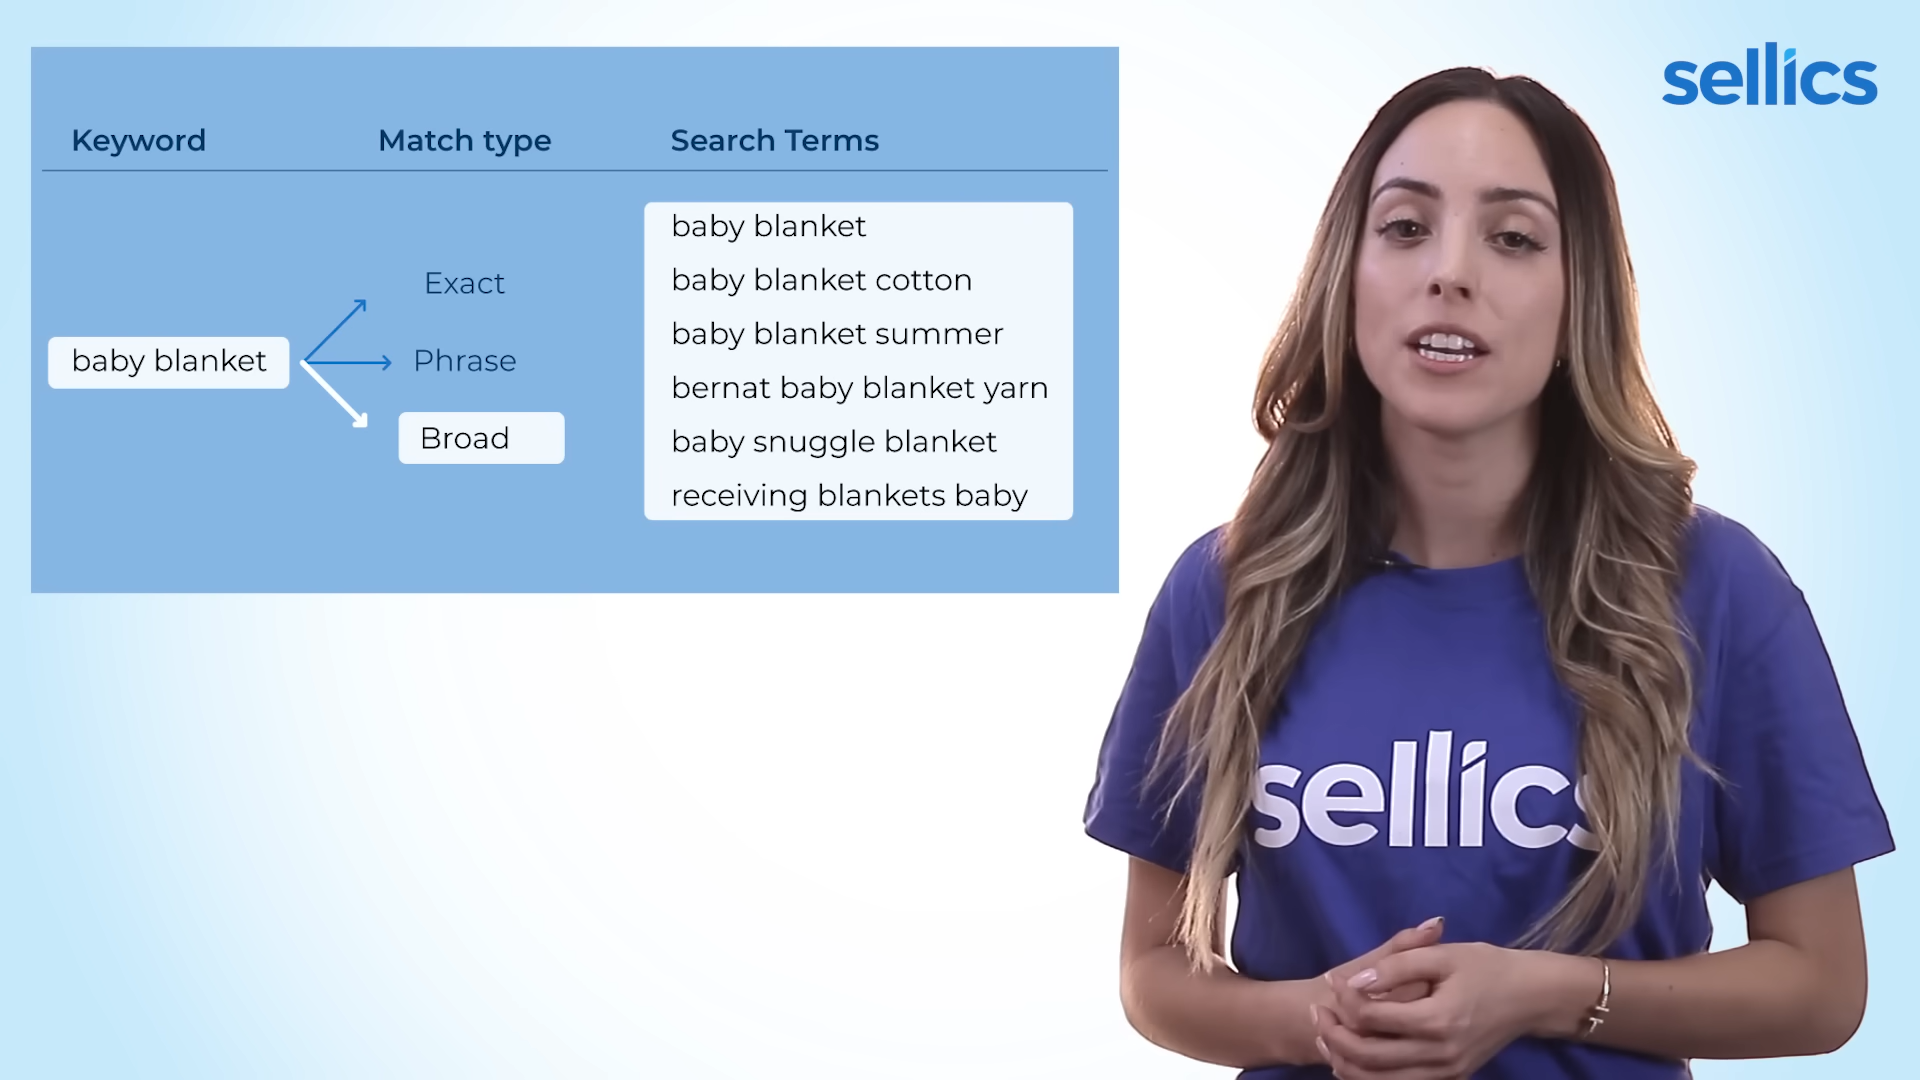 sellics
Keyword Match type Search Terms
baby blanket
Exact
Phrase
Broad
baby blanket
baby blanket cotton
baby blanket summer
bernat baby blanket yarn
baby snuggle blanket
receiving blankets baby
sellics